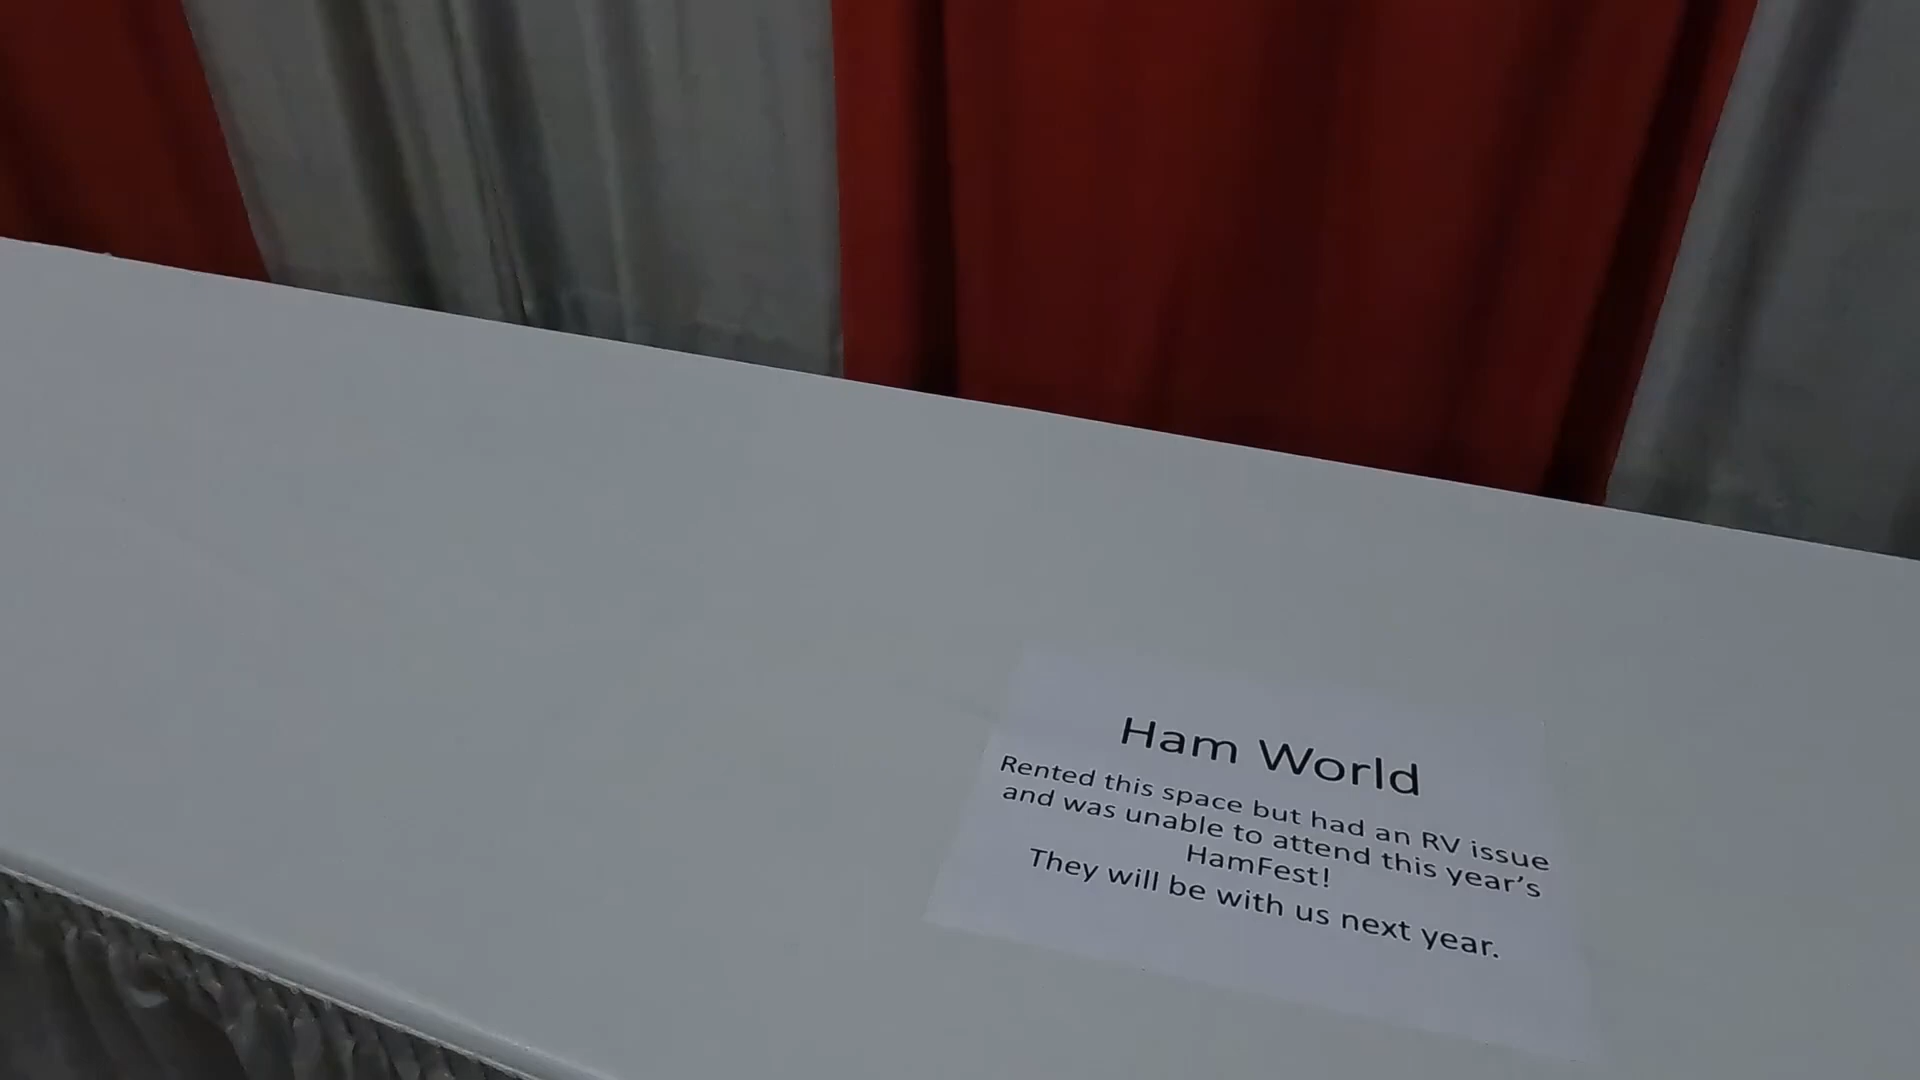 Ham World
Rented this space but had an RV issue
and was unable to attend this year’s
HamFest!
They will be with us next year.